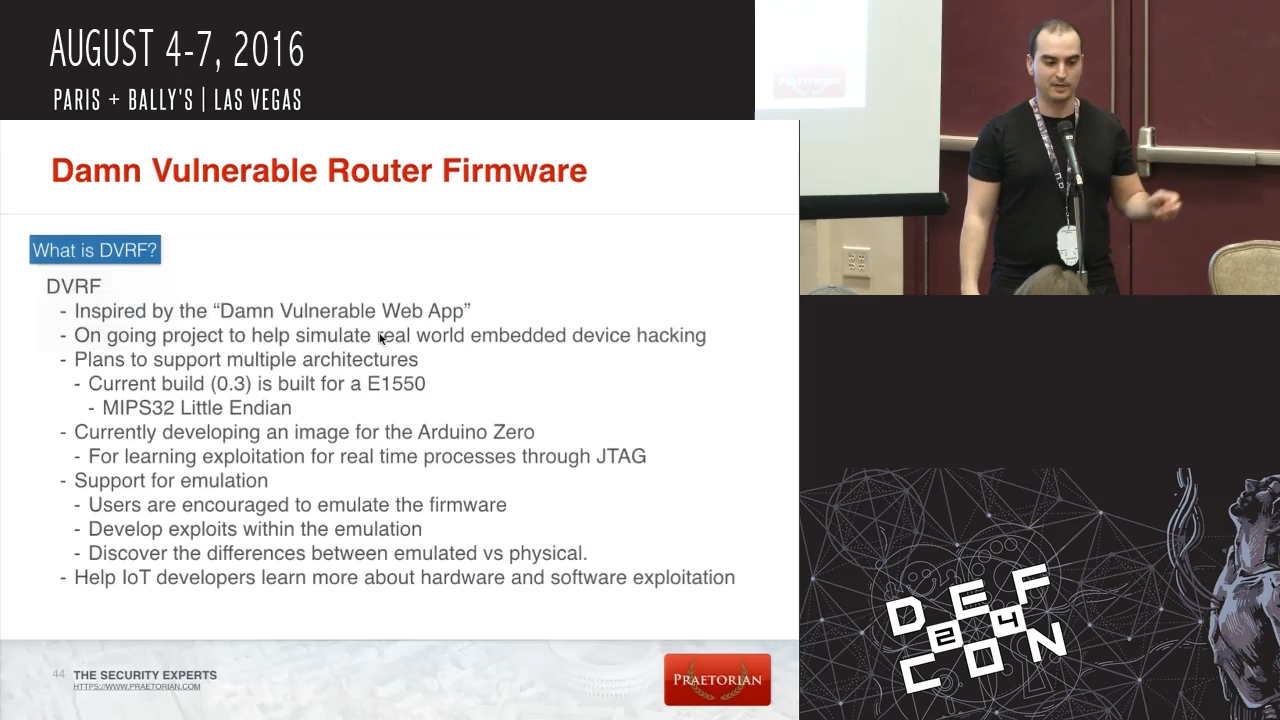 AUGUST 4-7, 2016
PARIS + BALLY'S | LAS VEGAS
PRAETORIAN
Damn Vulnerable Router Firmware
What is DVRF?
DVRF
- Inspired by the “Damn Vulnerable Web App”
- On going project to help simulate real world embedded device hacking
- Plans to support multiple architectures
- Current build (0.3) is built for a E1550
- MIPS32 Little Endian
- Currently developing an image for the Arduino Zero
- For learning exploitation for real time processes through JTAG
- Support for emulation
- Users are encouraged to emulate the firmware
- Develop exploits within the emulation
- Discover the differences between emulated vs physical.
- Help IoT developers learn more about hardware and software exploitation
44 THE SECURITY EXPERTS
HTTPS://WWW.PRAETORIAN.COM
PRAETORIAN
DEF
24
CON